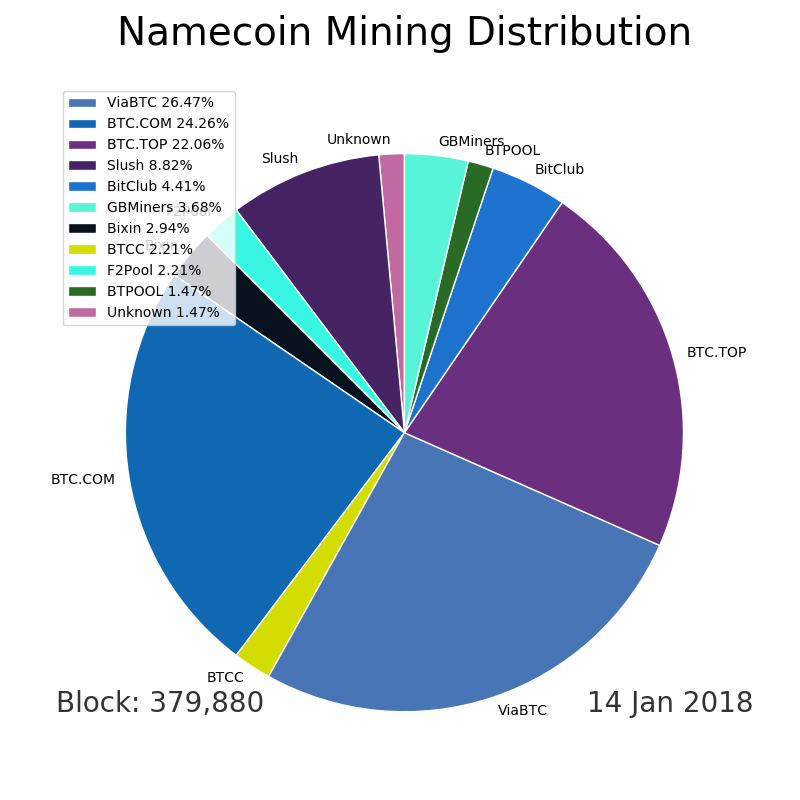 Namecoin Mining Distribution
ViaBTC 26.47%
BTC.COM 24.26%
BTC.TOP 22.06%
Slush 8.82%
BitClub 4.41%
GBMiners 3.68%
Bixin 2.94%
BTCC 2.21%
F2Pool 2.21%
BTPOOL 1.47%
Unknown 1.47%
Unknown
GBMiners
BTPOOL
Slush
BitClub
F2Pool
Bixin
BTC.TOP
BTC.COM
BTCC
ViaBTC
Block: 379,880
14 Jan 2018